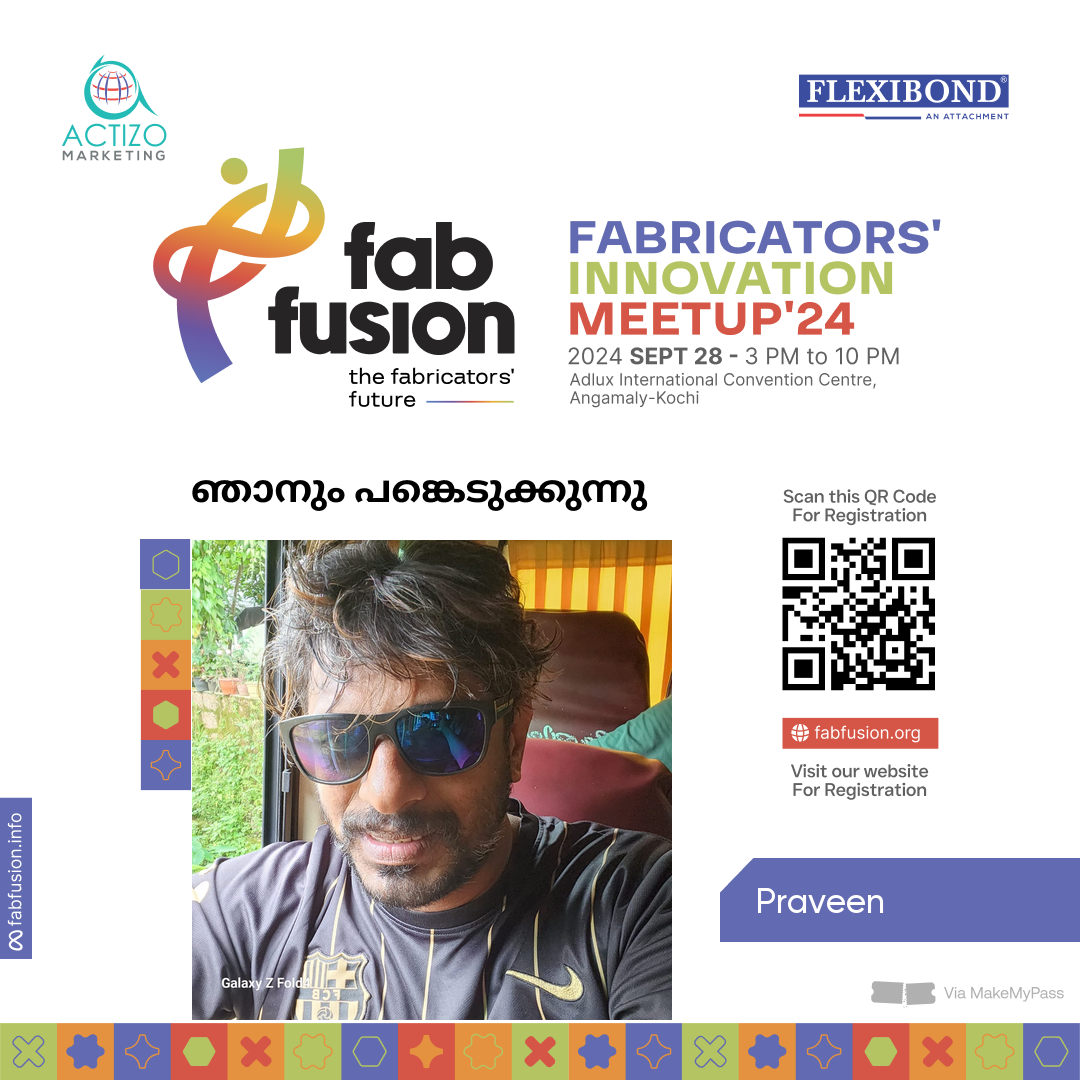 ACTIZO
MARKETING
FLEXIBOND®
AN ATTACHMENT
fab
fusion
the fabricators'
future
FABRICATORS'
INNOVATION
MEETUP'24
2024 SEPT 28 - 3 PM to 10 PM
Adlux International Convention Centre,
Angamaly-Kochi
ഞാനും പങ്കെടുക്കുന്നു
Scan this QR Code
For Registration
fabfusion.org
Visit our website
For Registration
fabfusion.info
Praveen
Galaxy Z Fold
FCB
Via MakeMyPass